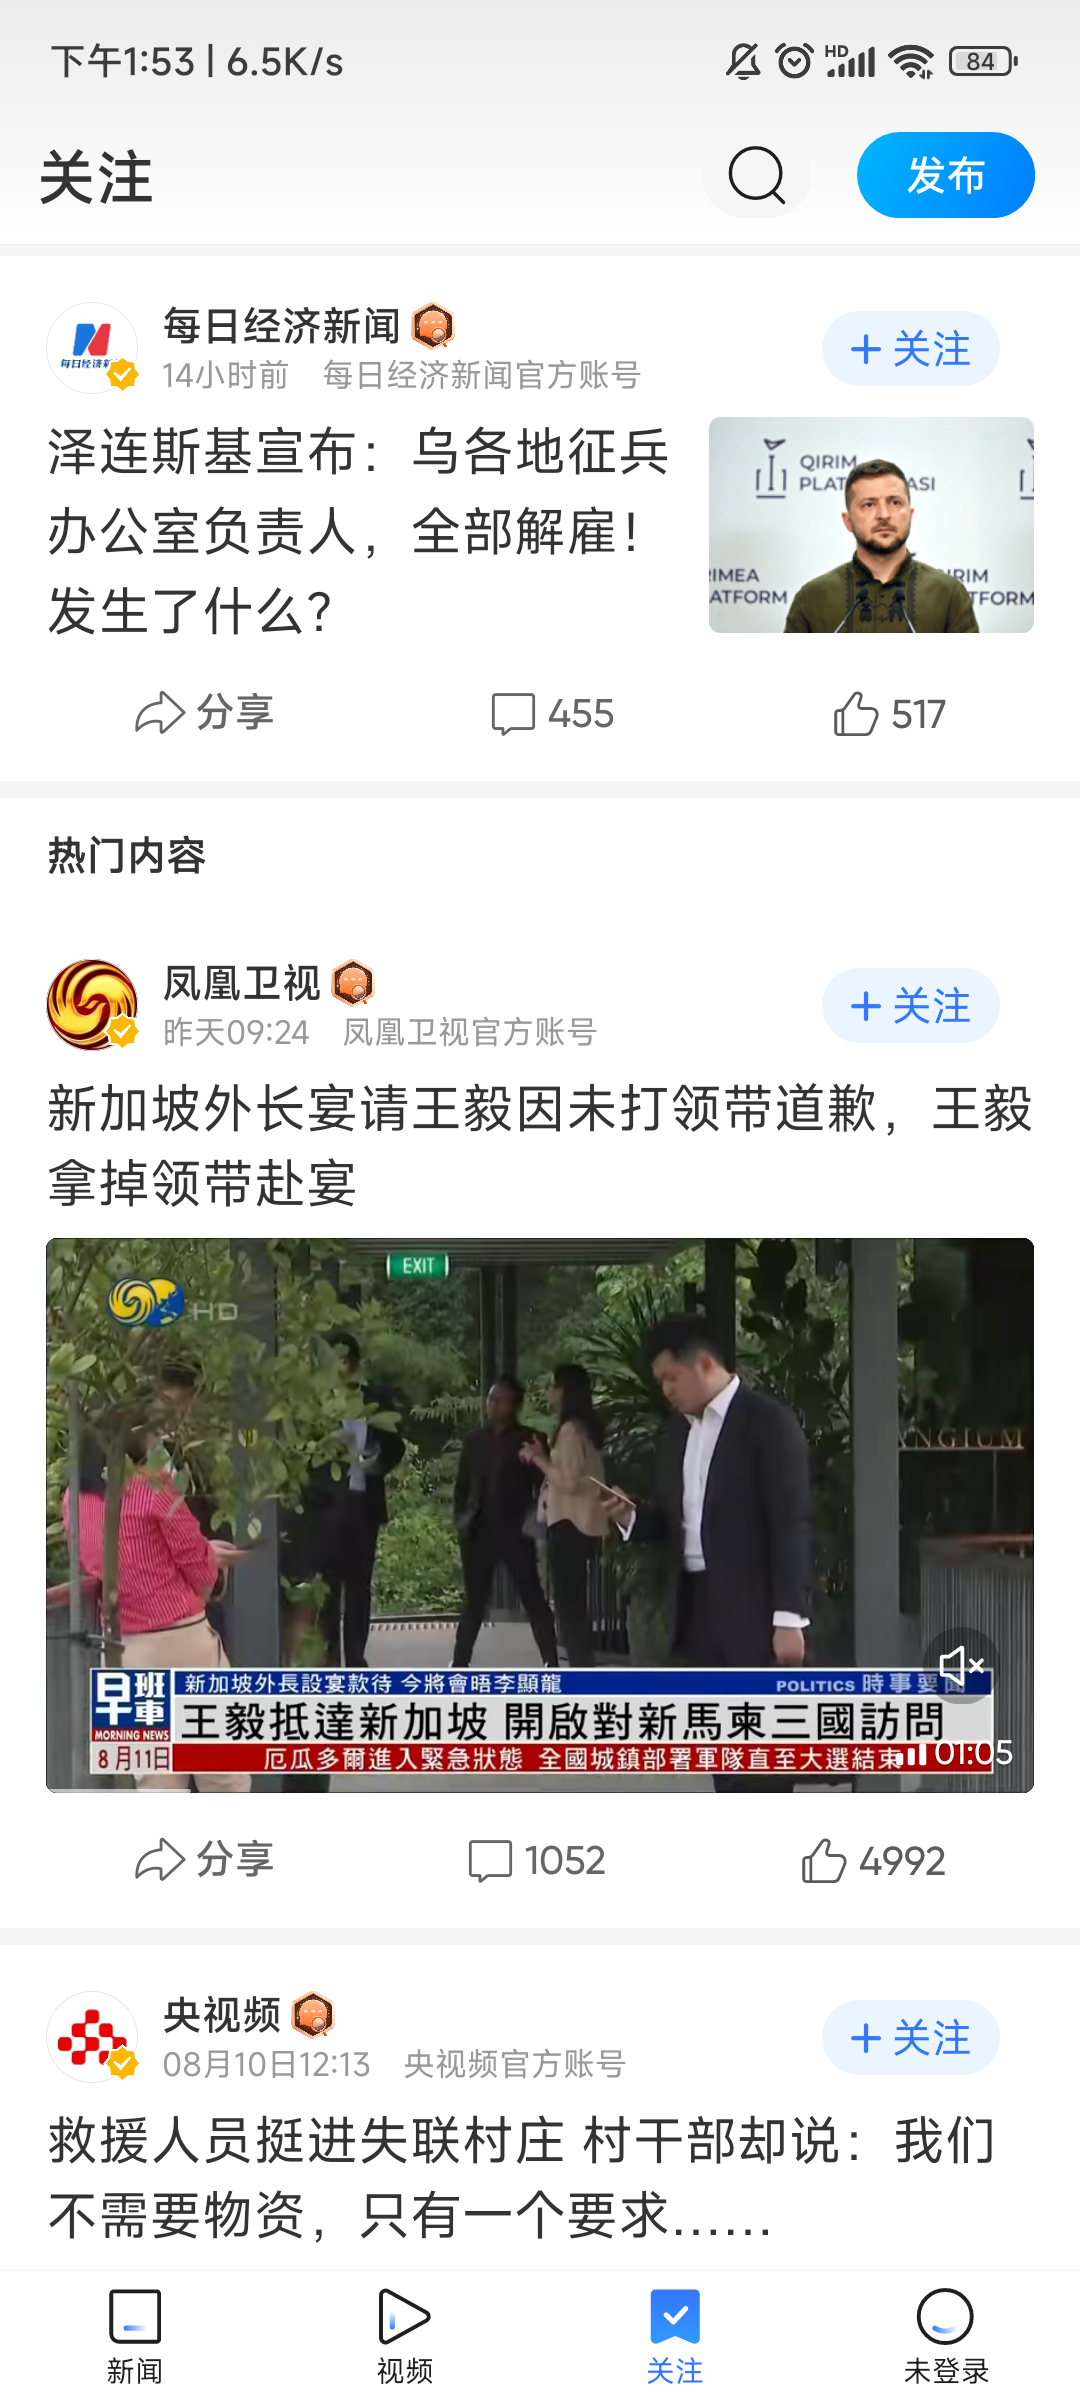 下午1:53 | 6.5K/s
HD
84
关注
发布
每日经济新闻
14小时前 每日经济新闻官方账号
+ 关注
泽连斯基宣布：乌各地征兵
办公室负责人，全部解雇！
发生了什么？
QIRIM
PLAT
ASI
RIMEA
ATFORM
QIRIM
TFORM
分享
455
517
热门内容
凤凰卫视
昨天09:24 凤凰卫视官方账号
+ 关注
新加坡外长宴请王毅因未打领带道歉，王毅
拿掉领带赴宴
EXIT
HD
NGIUM
早班車
MORNING NEWS
8月11日
新加坡外長設宴款待 今將會晤李顯龍
POLITICS 時事要聞
王毅抵達新加坡 開啟對新馬柬三國訪問
厄瓜多爾進入緊急狀態 全國城鎮部署軍隊直至大選結束
01:05
分享
1052
4992
央视频
08月10日12:13 央视频官方账号
+ 关注
救援人员挺进失联村庄 村干部却说：我们
不需要物资，只有一个要求……
新闻
视频
关注
未登录